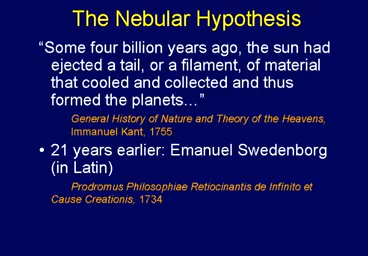 The Nebular Hypothesis
“Some four billion years ago, the sun had
ejected a tail, or a filament, of material
that cooled and collected and thus
formed the planets…”
General History of Nature and Theory of the Heavens,
Immanuel Kant, 1755
• 21 years earlier: Emanuel Swedenborg
(in Latin)
Prodromus Philosophiae Retiocinantis de Infinito et
Cause Creationis, 1734